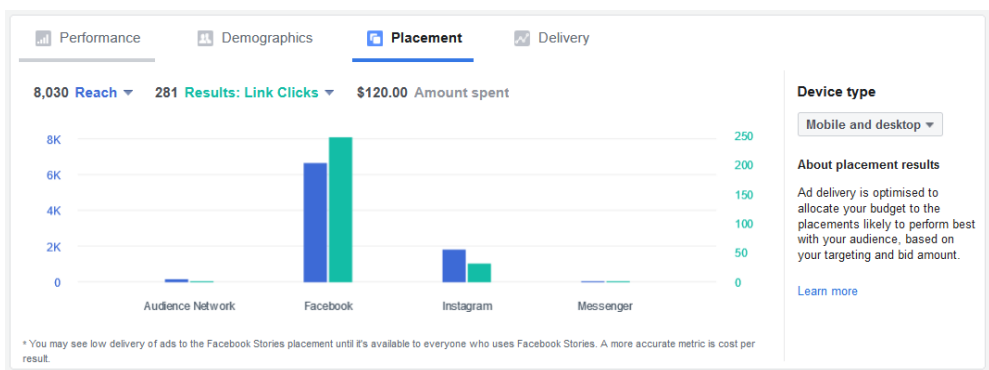 Performance
Demographics
Placement
Delivery
8,030 Reach
281 Results: Link Clicks
$120.00 Amount spent
8K
6K
4K
2K
0
250
200
150
100
50
0
Audience Network
Facebook
Instagram
Messenger
* You may see low delivery of ads to the Facebook Stories placement until it's available to everyone who uses Facebook Stories. A more accurate metric is cost per
result.
Device type
Mobile and desktop
About placement results
Ad delivery is optimised to
allocate your budget to the
placements likely to perform best
with your audience, based on
your targeting and bid amount.
Learn more